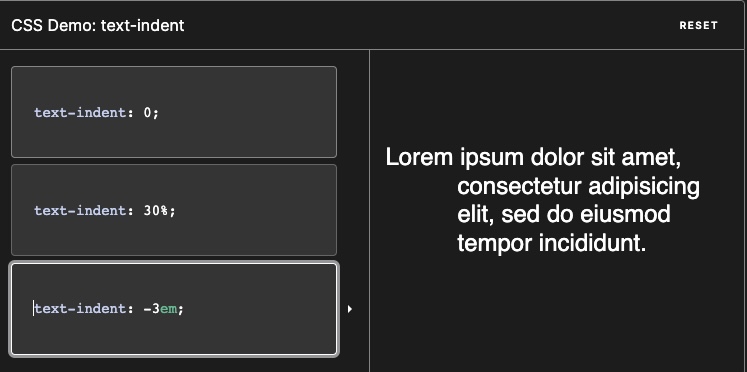 CSS Demo: text-indent
RESET
text-indent: 0;
text-indent: 30%;
text-indent: -3em;
Lorem ipsum dolor sit amet,
consectetur adipisicing
elit, sed do eiusmod
tempor incididunt.